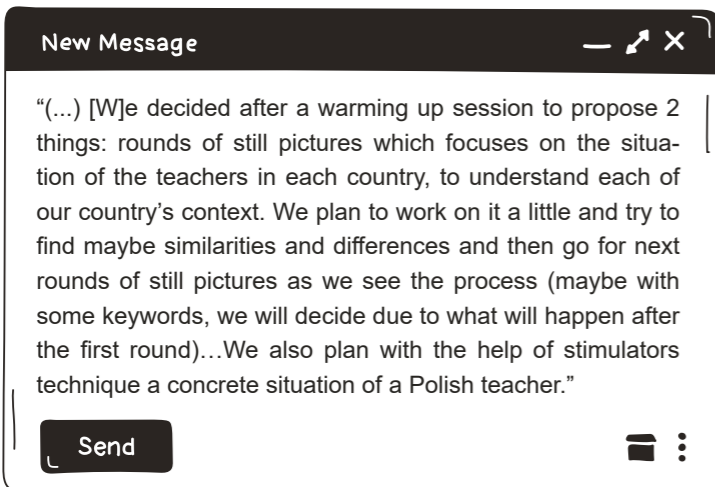 New Message
“(...) [W]e decided after a warming up session to propose 2
things: rounds of still pictures which focuses on the situa-
tion of the teachers in each country, to understand each of
our country’s context. We plan to work on it a little and try to
find maybe similarities and differences and then go for next
rounds of still pictures as we see the process (maybe with
some keywords, we will decide due to what will happen after
the first round)…We also plan with the help of stimulators
technique a concrete situation of a Polish teacher.”
Send